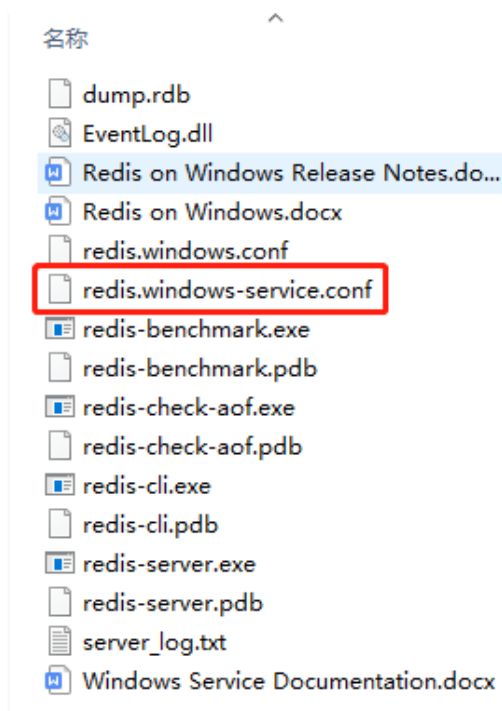 名称
dump.rdb
EventLog.dll
Redis on Windows Release Notes.do...
Redis on Windows.docx
redis.windows.conf
redis.windows-service.conf
redis-benchmark.exe
redis-benchmark.pdb
redis-check-aof.exe
redis-check-aof.pdb
redis-cli.exe
redis-cli.pdb
redis-server.exe
redis-server.pdb
server_log.txt
Windows Service Documentation.docx